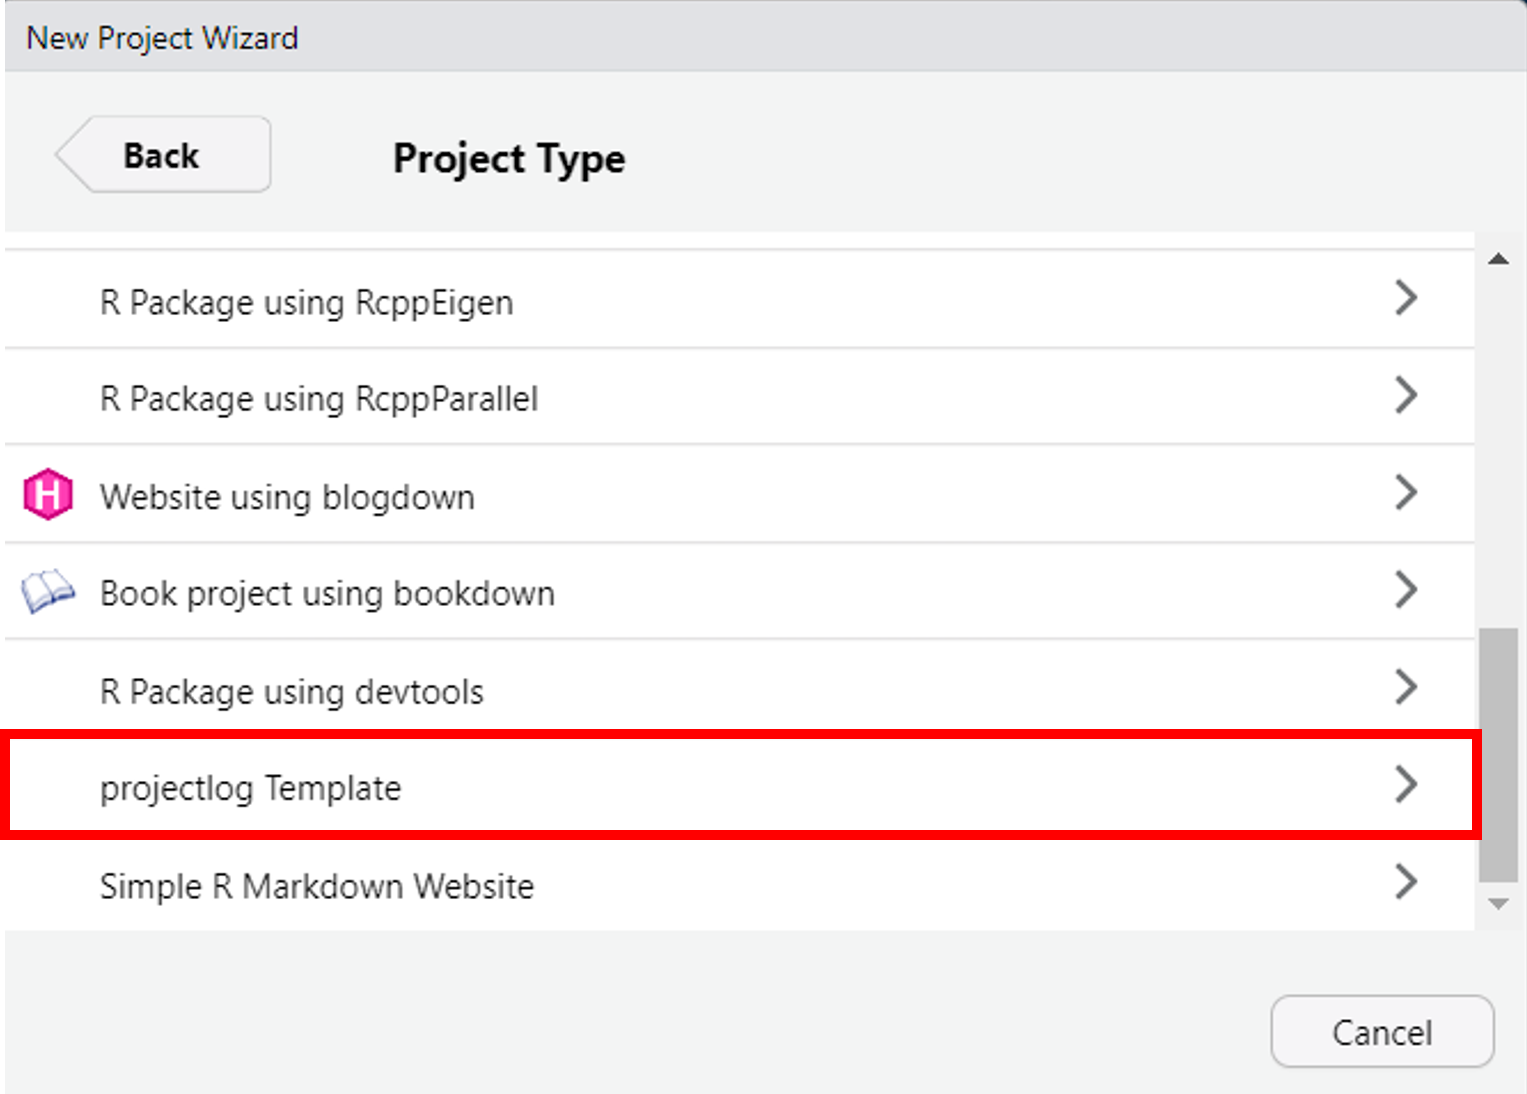 New Project Wizard
Back
Project Type
R Package using RcppEigen
R Package using RcppParallel
H
Website using blogdown
Book project using bookdown
R Package using devtools
projectlog Template
Simple R Markdown Website
Cancel